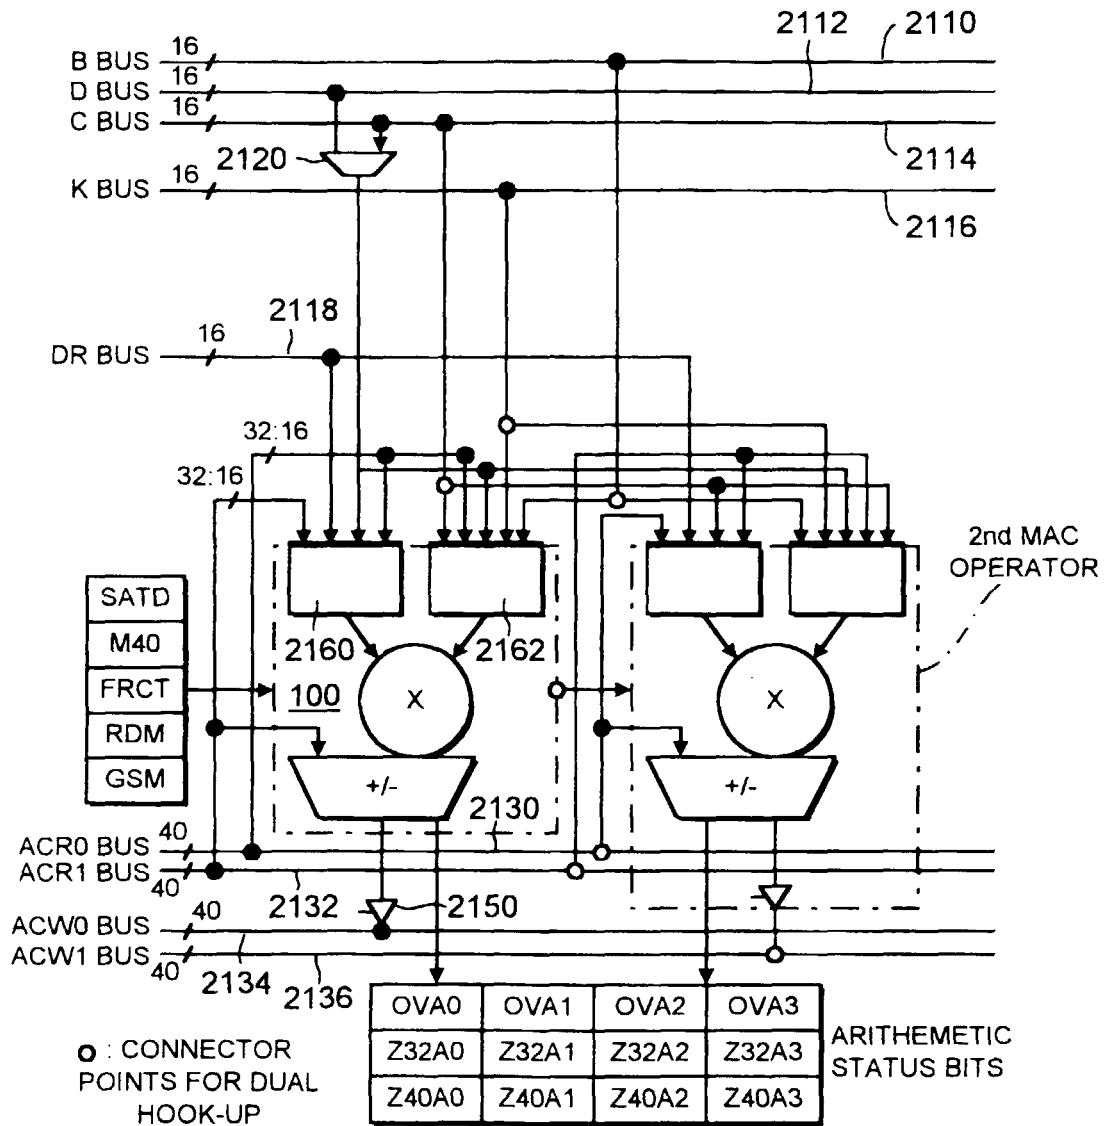 2112
2110
B BUS 16
D BUS 16
C BUS 16
2120
2114
K BUS 16
2116
DR BUS 16
2118
32:16
32:16
2nd MAC
OPERATOR
SATD
M40
FRCT
RDM
GSM
2160
2162
100
X
X
+/-
+/-
2130
ACR0 BUS 40
ACR1 BUS 40
2132
2150
ACW0 BUS 40
ACW1 BUS 40
2134
2136
OVA0 OVA1 OVA2 OVA3
Z32A0 Z32A1 Z32A2 Z32A3
Z40A0 Z40A1 Z40A2 Z40A3
ARITHEMETIC
STATUS BITS
: CONNECTOR
POINTS FOR DUAL
HOOK-UP